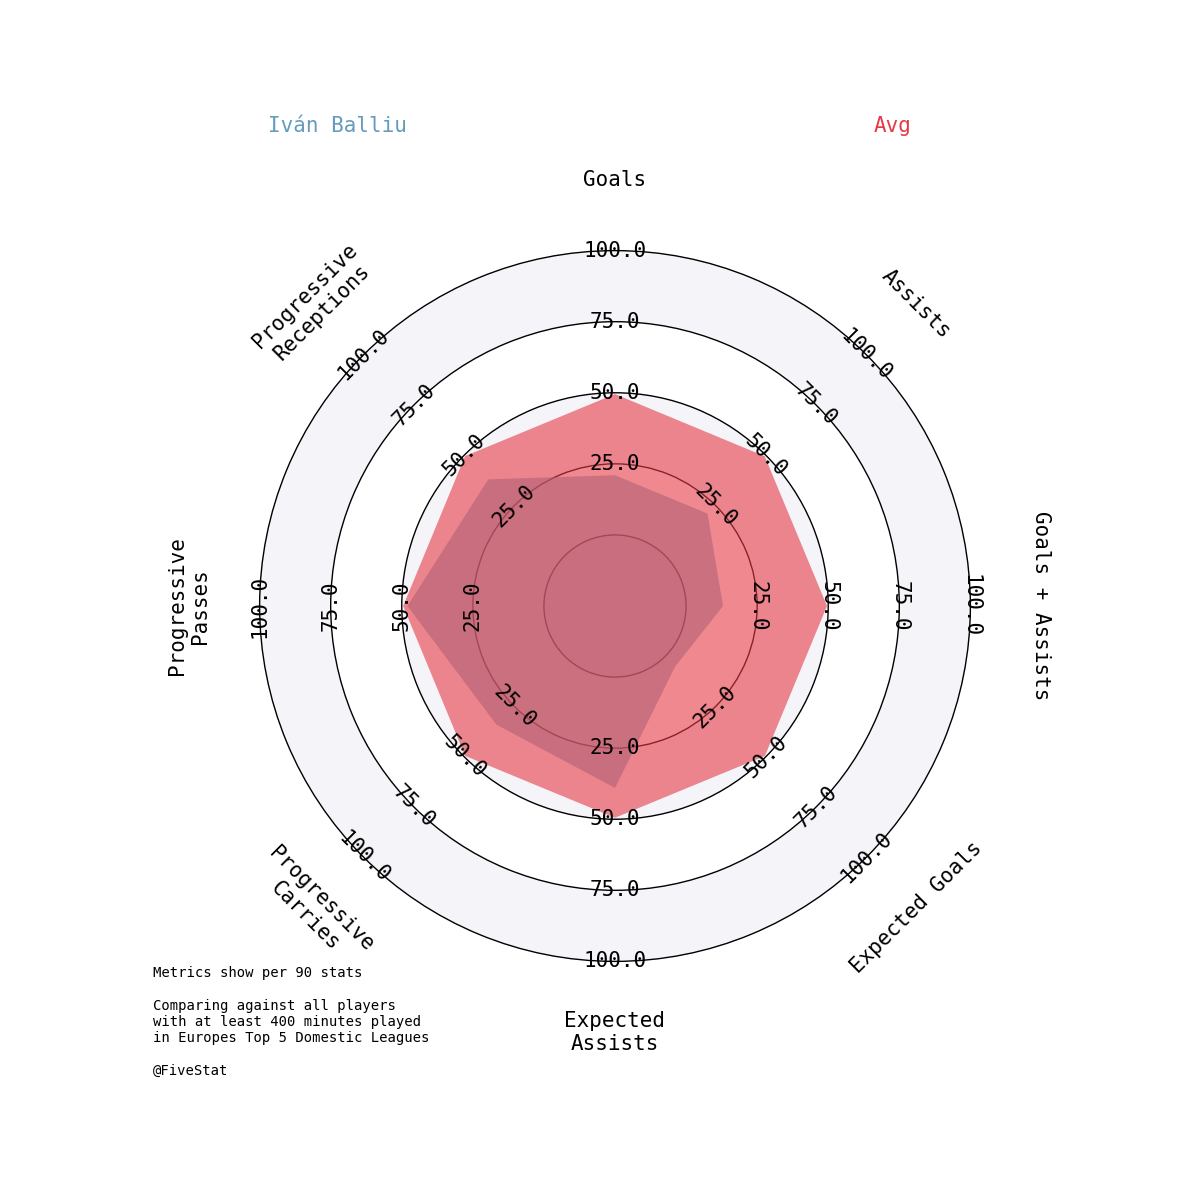 Iván Balliu
Avg
Goals
Progressive
Receptions
Assists
100.0
75.0
50.0
25.0
100.0
75.0
50.0
25.0
Goals + Assists
100.0
75.0
50.0
25.0
Expected Goals
100.0
75.0
50.0
25.0
Expected
Assists
100.0
75.0
50.0
25.0
Progressive
Carries
100.0
75.0
50.0
25.0
Progressive
Passes
100.0
75.0
50.0
25.0
100.0
75.0
50.0
25.0
Metrics show per 90 stats
Comparing against all players
with at least 400 minutes played
in Europes Top 5 Domestic Leagues
@FiveStat